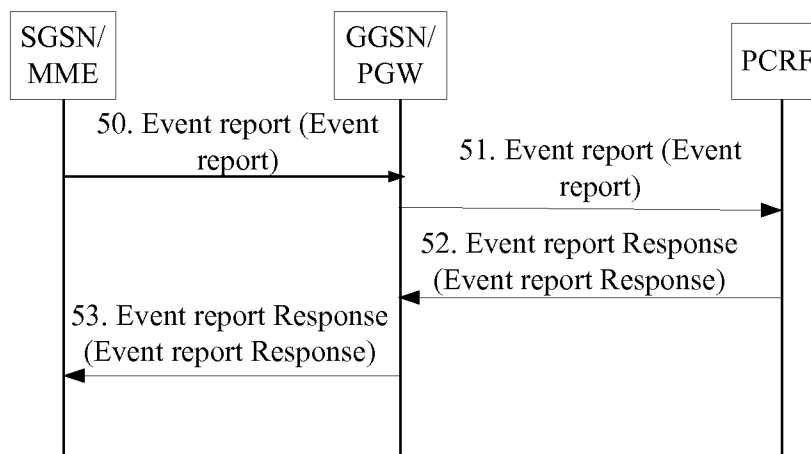 SGSN/
MME
GGSN/
PGW
PCRF
50. Event report (Event
report)
51. Event report (Event
report)
52. Event report Response
(Event report Response)
53. Event report Response
(Event report Response)